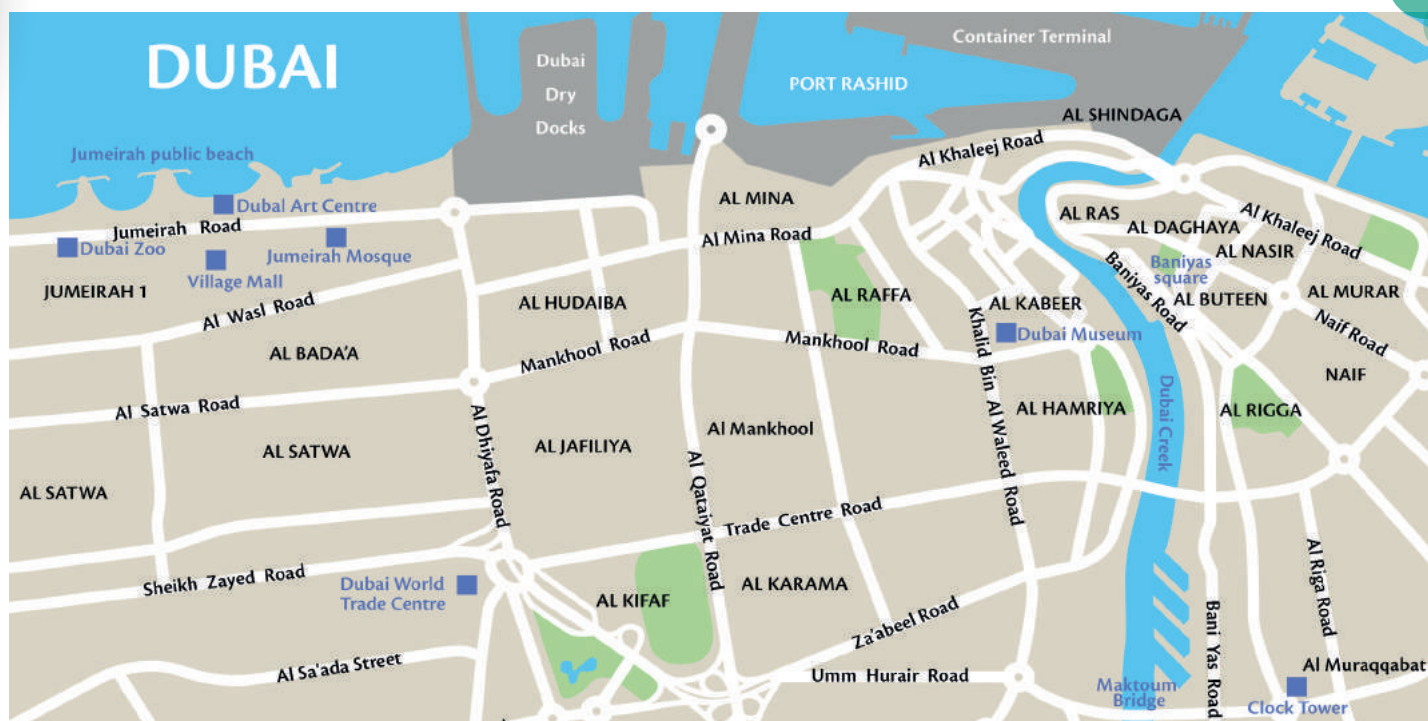 DUBAI
Dubai
Dry
Docks
Container Terminal
PORT RASHID
AL SHINDAGA
Jumeirah public beach
Al Khaleej Road
Dubal Art Centre
AL MINA
AL RAS
Jumeirah Road
Al Mina Road
AL DAGHAYA
Al Khaleej Road
Dubai Zoo
Jumeirah Mosque
AL NASIR
Village Mall
Baniyas
square
Baniyas Road
JUMEIRAH 1
AL HUDAIBA
AL RAFFA
AL KABEER
AL BUTEEN
AL MURAR
Al Wasl Road
Khalid Bin Al Waleed Road
Dubai Museum
Naif Road
AL BADA’A
Mankhool Road
Mankhool Road
NAIF
Al Satwa Road
Al Dhiyafa Road
AL HAMRIYA
Dubai Creek
AL RIGGA
Al Mankhool
AL JAFILIYA
AL SATWA
AL SATWA
Al Qataiyat Road
Trade Centre Road
Sheikh Zayed Road
Dubai World
Trade Centre
AL KIFAF
AL KARAMA
Al Riga Road
Za'abeel Road
Bani Yas Road
Al Sa'ada Street
Umm Hurair Road
Al Muraqqabat
Maktoum
Bridge
Clock Tower